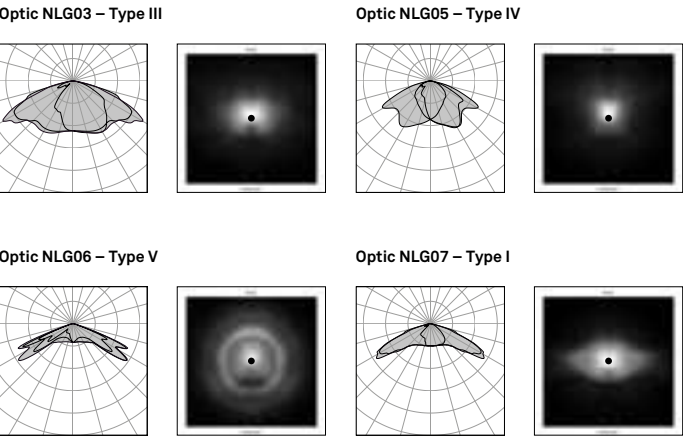 Optic NLG03 – Type III
Optic NLG05 – Type IV
Optic NLG06 – Type V
Optic NLG07 – Type I